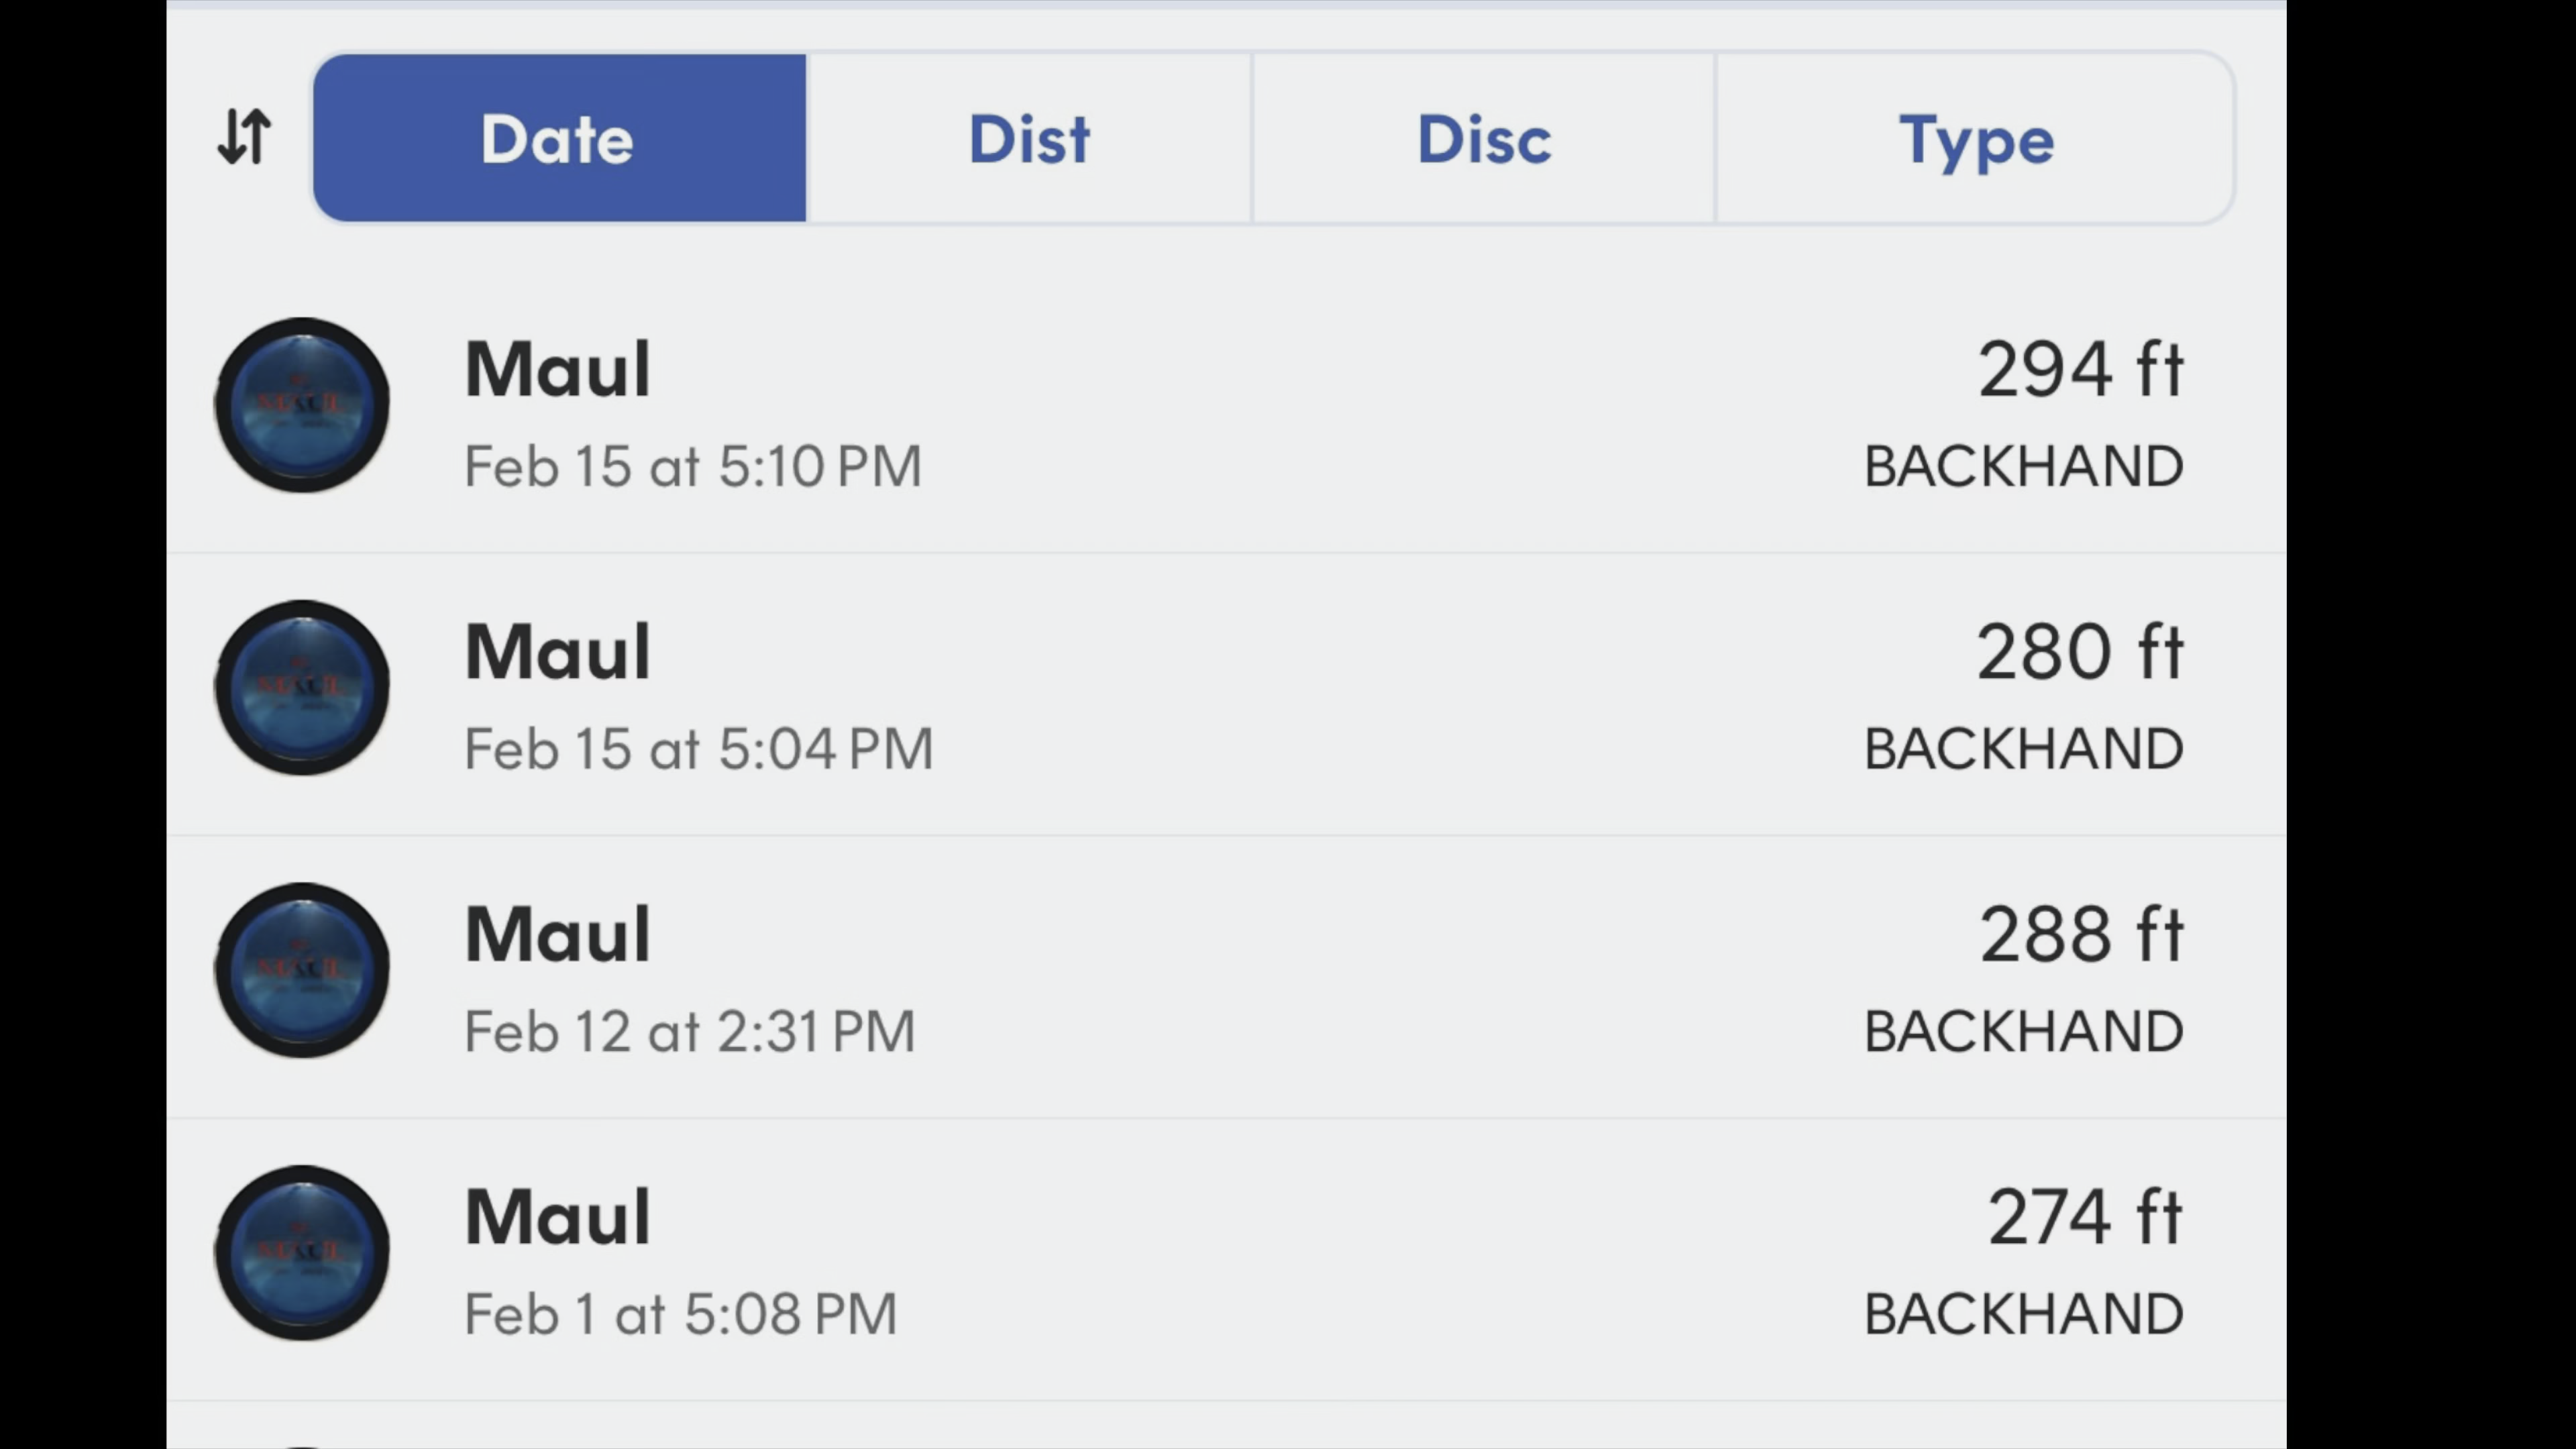 Date Dist Disc Type
Maul 294 ft
Feb 15 at 5:10 PM BACKHAND
Maul 280 ft
Feb 15 at 5:04 PM BACKHAND
Maul 288 ft
Feb 12 at 2:31 PM BACKHAND
Maul 274 ft
Feb 1 at 5:08 PM BACKHAND